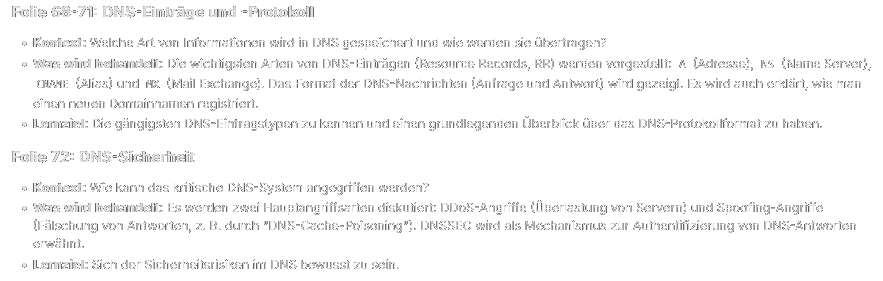 Folie 68-71: DNS-Einträge und -Protokoll
• Kontext: Welche Art von Informationen wird in DNS gespeichert und wie werden sie übertragen?
• Was wird behandelt: Die wichtigsten Arten von DNS-Einträgen (Resource Records, RR) werden vorgestellt: A (Adresse), NS (Name Server),
CNAME (Alias) und MX (Mail Exchange). Das Format der DNS-Nachrichten (Anfrage und Antwort) wird gezeigt. Es wird auch erklärt, wie man
einen neuen Domainnamen registriert.
• Lernziel: Die gängigsten DNS-Eintragstypen zu kennen und einen grundlegenden Überblick über das DNS-Protokollformat zu haben.
Folie 72: DNS-Sicherheit
• Kontext: Wie kann das kritische DNS-System angegriffen werden?
• Was wird behandelt: Es werden zwei Hauptangriffsarten diskutiert: DDoS-Angriffe (Überlastung von Servern) und Spoofing-Angriffe
(Fälschung von Antworten, z. B. durch "DNS-Cache-Poisoning"). DNSSEC wird als Mechanismus zur Authentifizierung von DNS-Antworten
erwähnt.
• Lernziel: Sich der Sicherheitsrisiken im DNS bewusst zu sein.